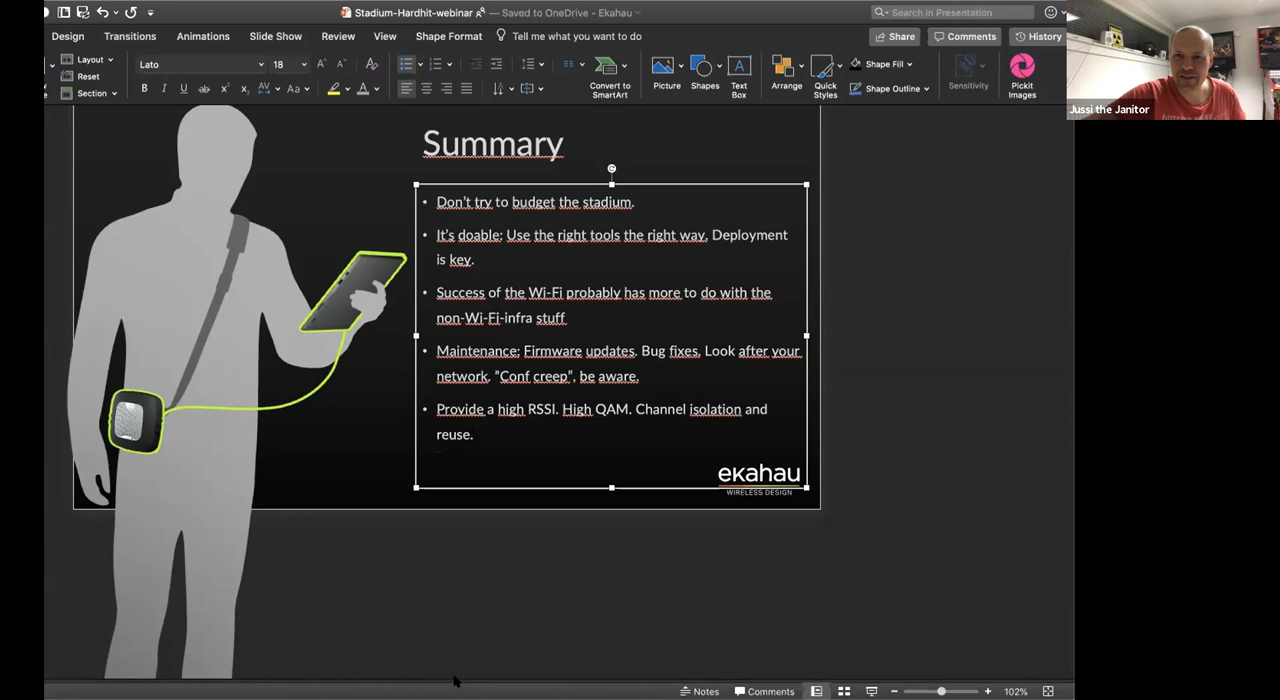 Stadium-Hardhit-webinar — Saved to OneDrive - Ekahau
Search in Presentation
Design Transitions Animations Slide Show Review View Shape Format Tell me what you want to do Share Comments History
Layout
Reset
Section
Lato 18
B I U ab x² x₂ AV Aa A
Convert to SmartArt
Picture
Shapes
Text Box
Arrange
Quick Styles
Shape Fill
Shape Outline
Sensitivity
Pickit Images
Jussi the Janitor
Summary
• Don't try to budget the stadium.
• It's doable; Use the right tools the right way, Deployment
is key.
• Success of the Wi-Fi probably has more to do with the
non-Wi-Fi-infra stuff
• Maintenance; Firmware updates. Bug fixes, Look after your
network. "Conf creep", be aware.
• Provide a high RSSI. High QAM. Channel isolation and
reuse.
ekahau
WIRELESS DESIGN
Notes Comments 102%